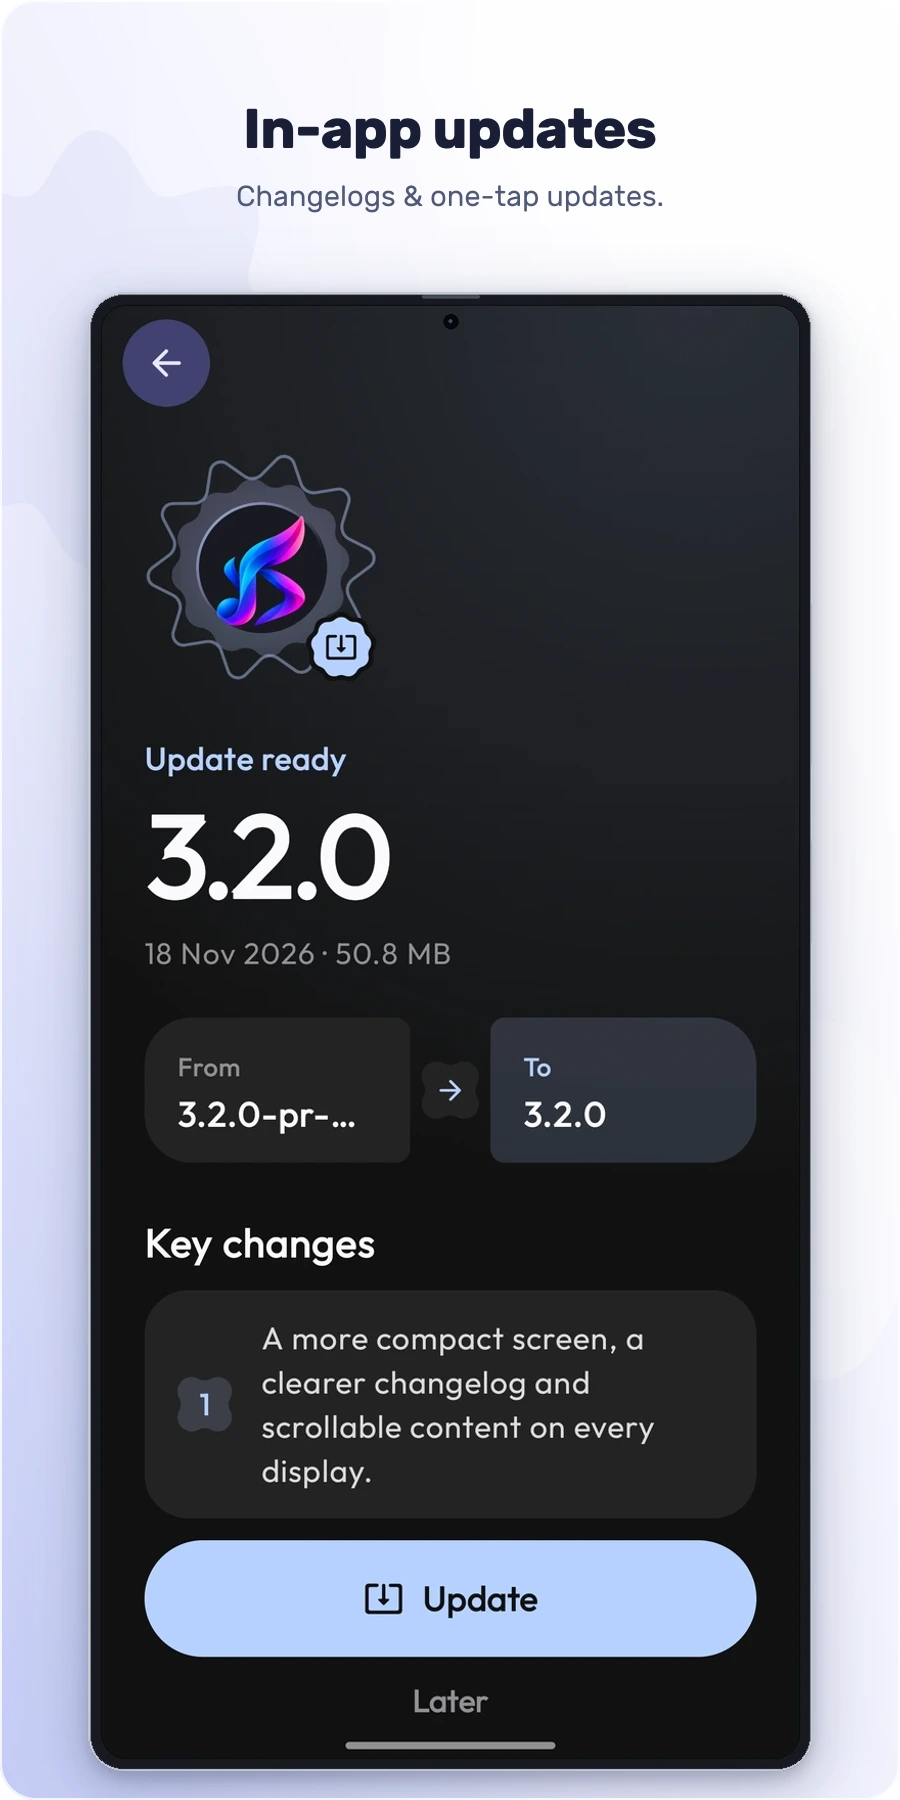 In-app updates
Changelogs & one-tap updates.
Update ready
3.2.0
18 Nov 2026 · 50.8 MB
From
3.2.0-pr-...
To
3.2.0
Key changes
1
A more compact screen, a
clearer changelog and
scrollable content on every
display.
Update
Later